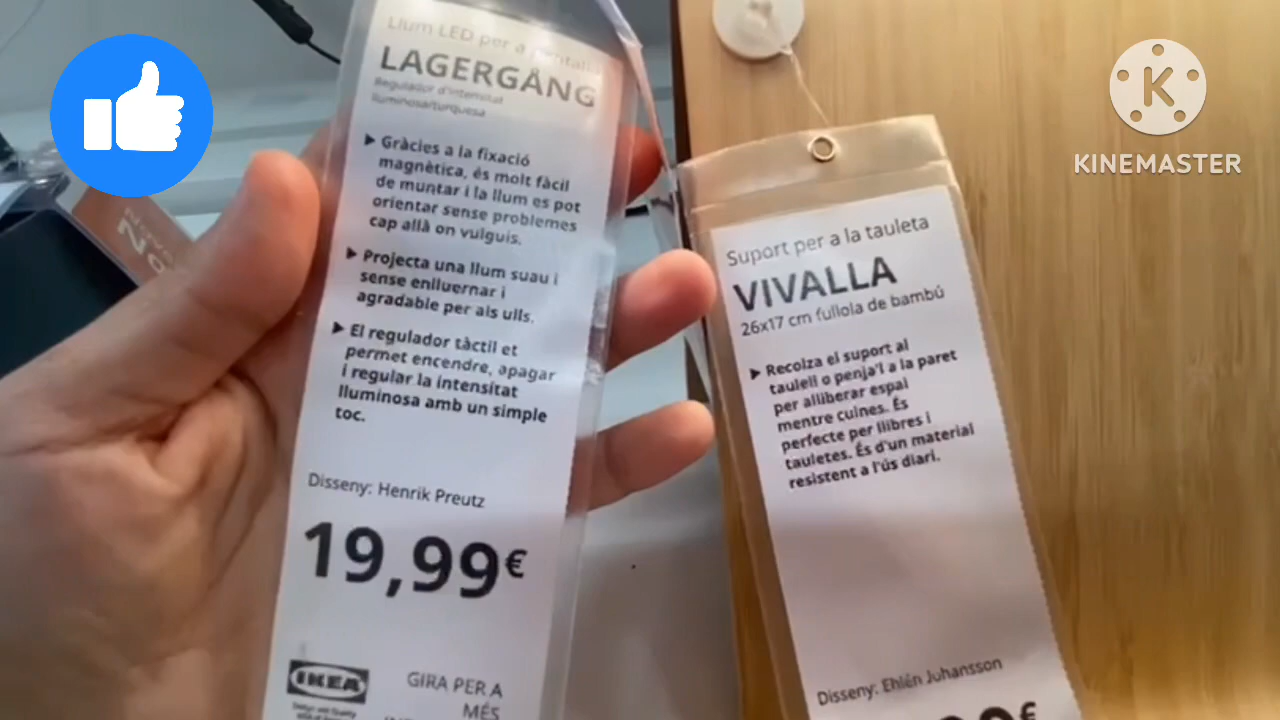 Llum LED per a pantalla
LAGERGÅNG
Regulador d'intensitat
lluminosa/turquesa
▶ Gràcies a la fixació
magnètica, és molt fàcil
de muntar i la llum es pot
orientar sense problemes
cap allà on vulguis.
▶ Projecta una llum suau i
sense enlluernar i
agradable per als ulls.
▶ El regulador tàctil et
permet encendre, apagar
i regular la intensitat
lluminosa amb un simple
toc.
Disseny: Henrik Preutz
19,99€
IKEA
GIRA PER A
MÉS
KINEMASTER
Suport per a la tauleta
VIVALLA
26x17 cm fullola de bambú
▶ Recolza el suport al
taulell o penja'l a la paret
per alliberar espai
mentre cuines. És
perfecte per llibres i
tauletes. És d'un material
resistent a l'ús diari.
Disseny: Ehlén Johansson
€